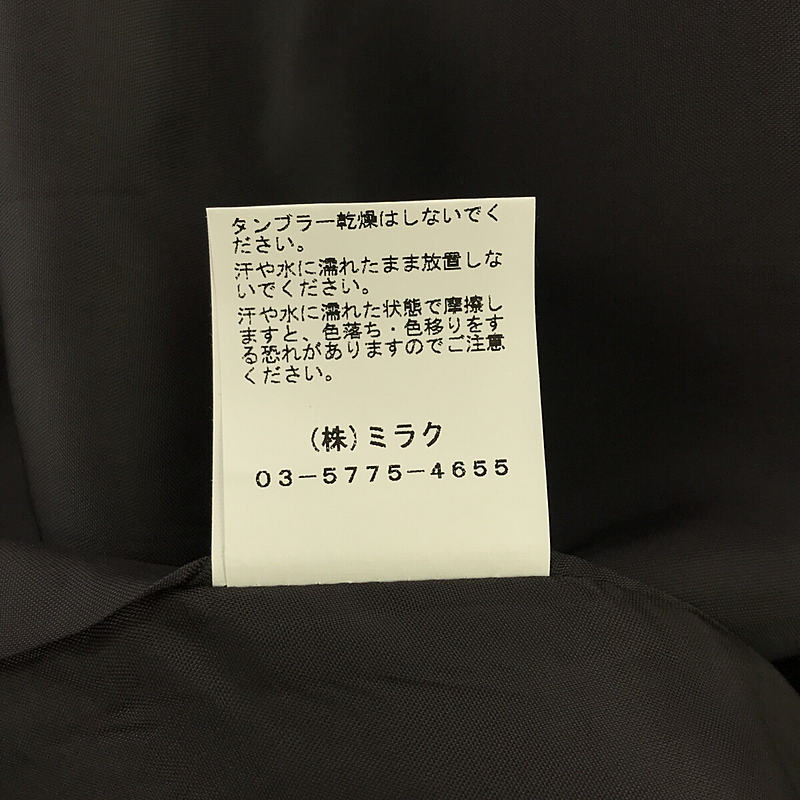 タンブラー乾燥はしないでく
ださい。
汗や水に濡れたまま放置しな
いでください。
汗や水に濡れた状態で摩擦し
ますと、色落ち・色移りをす
る恐れがありますのでご注意
ください。
(株)ミラク
03-5775-4655